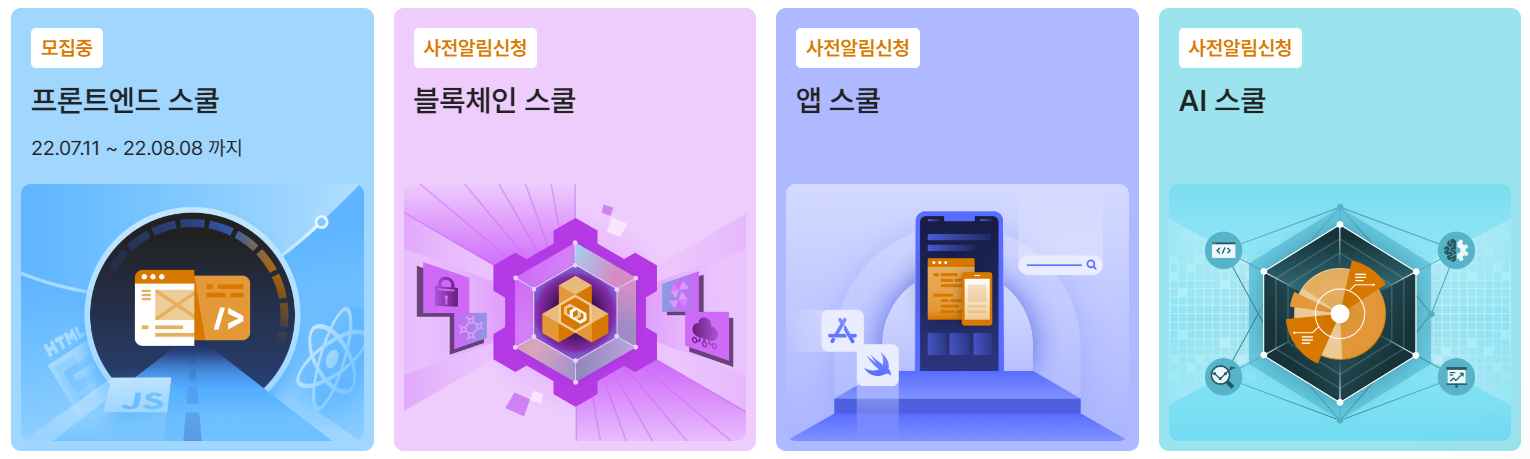 모집중
프론트엔드 스쿨
22.07.11 ~ 22.08.08 까지
HTML
JS
</>
사전알림신청
블록체인 스쿨
사전알림신청
앱 스쿨
사전알림신청
AI 스쿨
</>